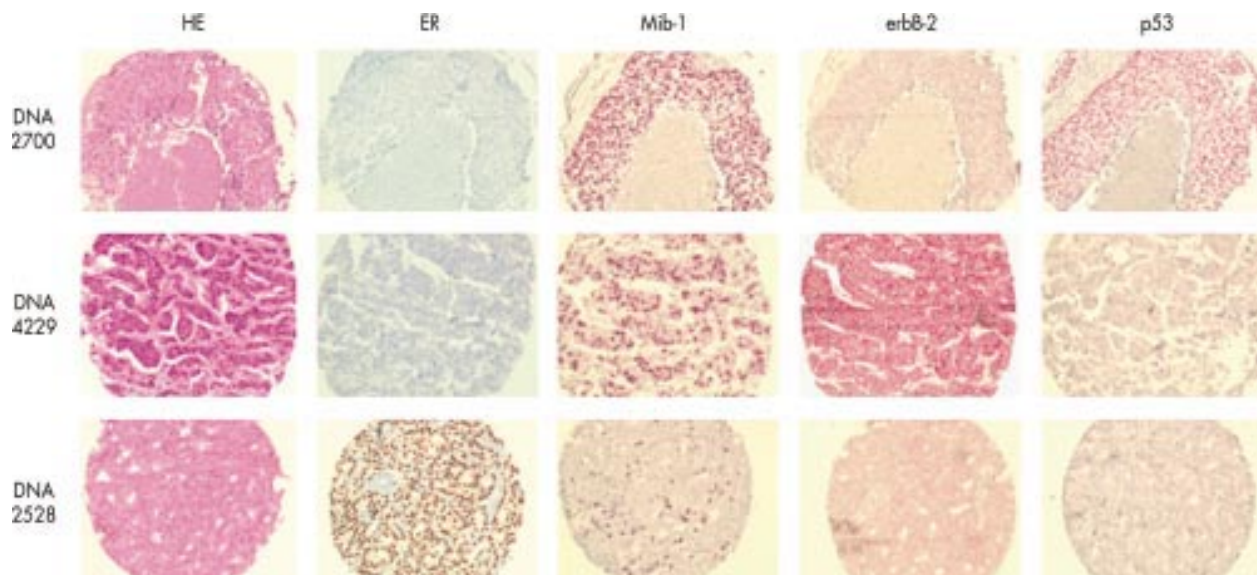 HE ER Mib-1 erbB-2 p53
DNA
2700
DNA
4229
DNA
2528